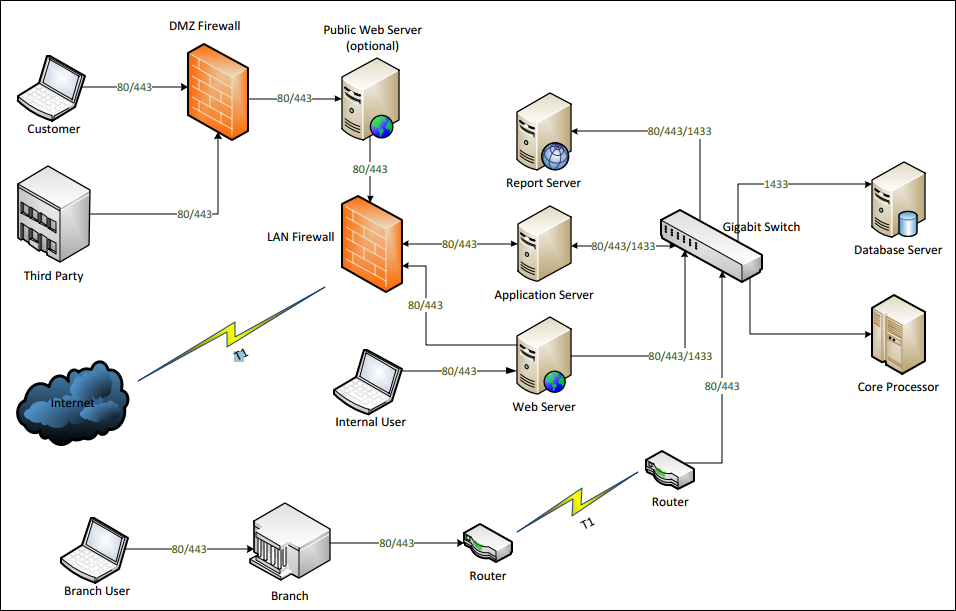 DMZ Firewall
Public Web Server
(optional)
80/443
80/443
Customer
80/443/1433
80/443
Report Server
1433
80/443
Gigabit Switch
LAN Firewall
80/443
80/443/1433
Database Server
Third Party
Application Server
80/443
T1
80/443/1433
80/443
80/443
Core Processor
Internet
Web Server
Internal User
Router
T1
80/443
80/443
Router
Branch User
Branch